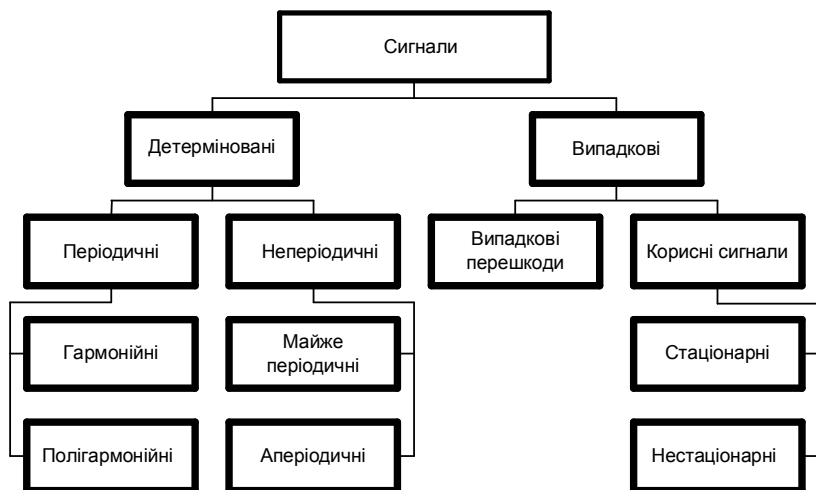 Сигнали
Детерміновані
Випадкові
Періодичні
Неперіодичні
Випадкові
перешкоди
Корисні сигнали
Гармонійні
Майже
періодичні
Стаціонарні
Полігармонійні
Аперіодичні
Нестаціонарні